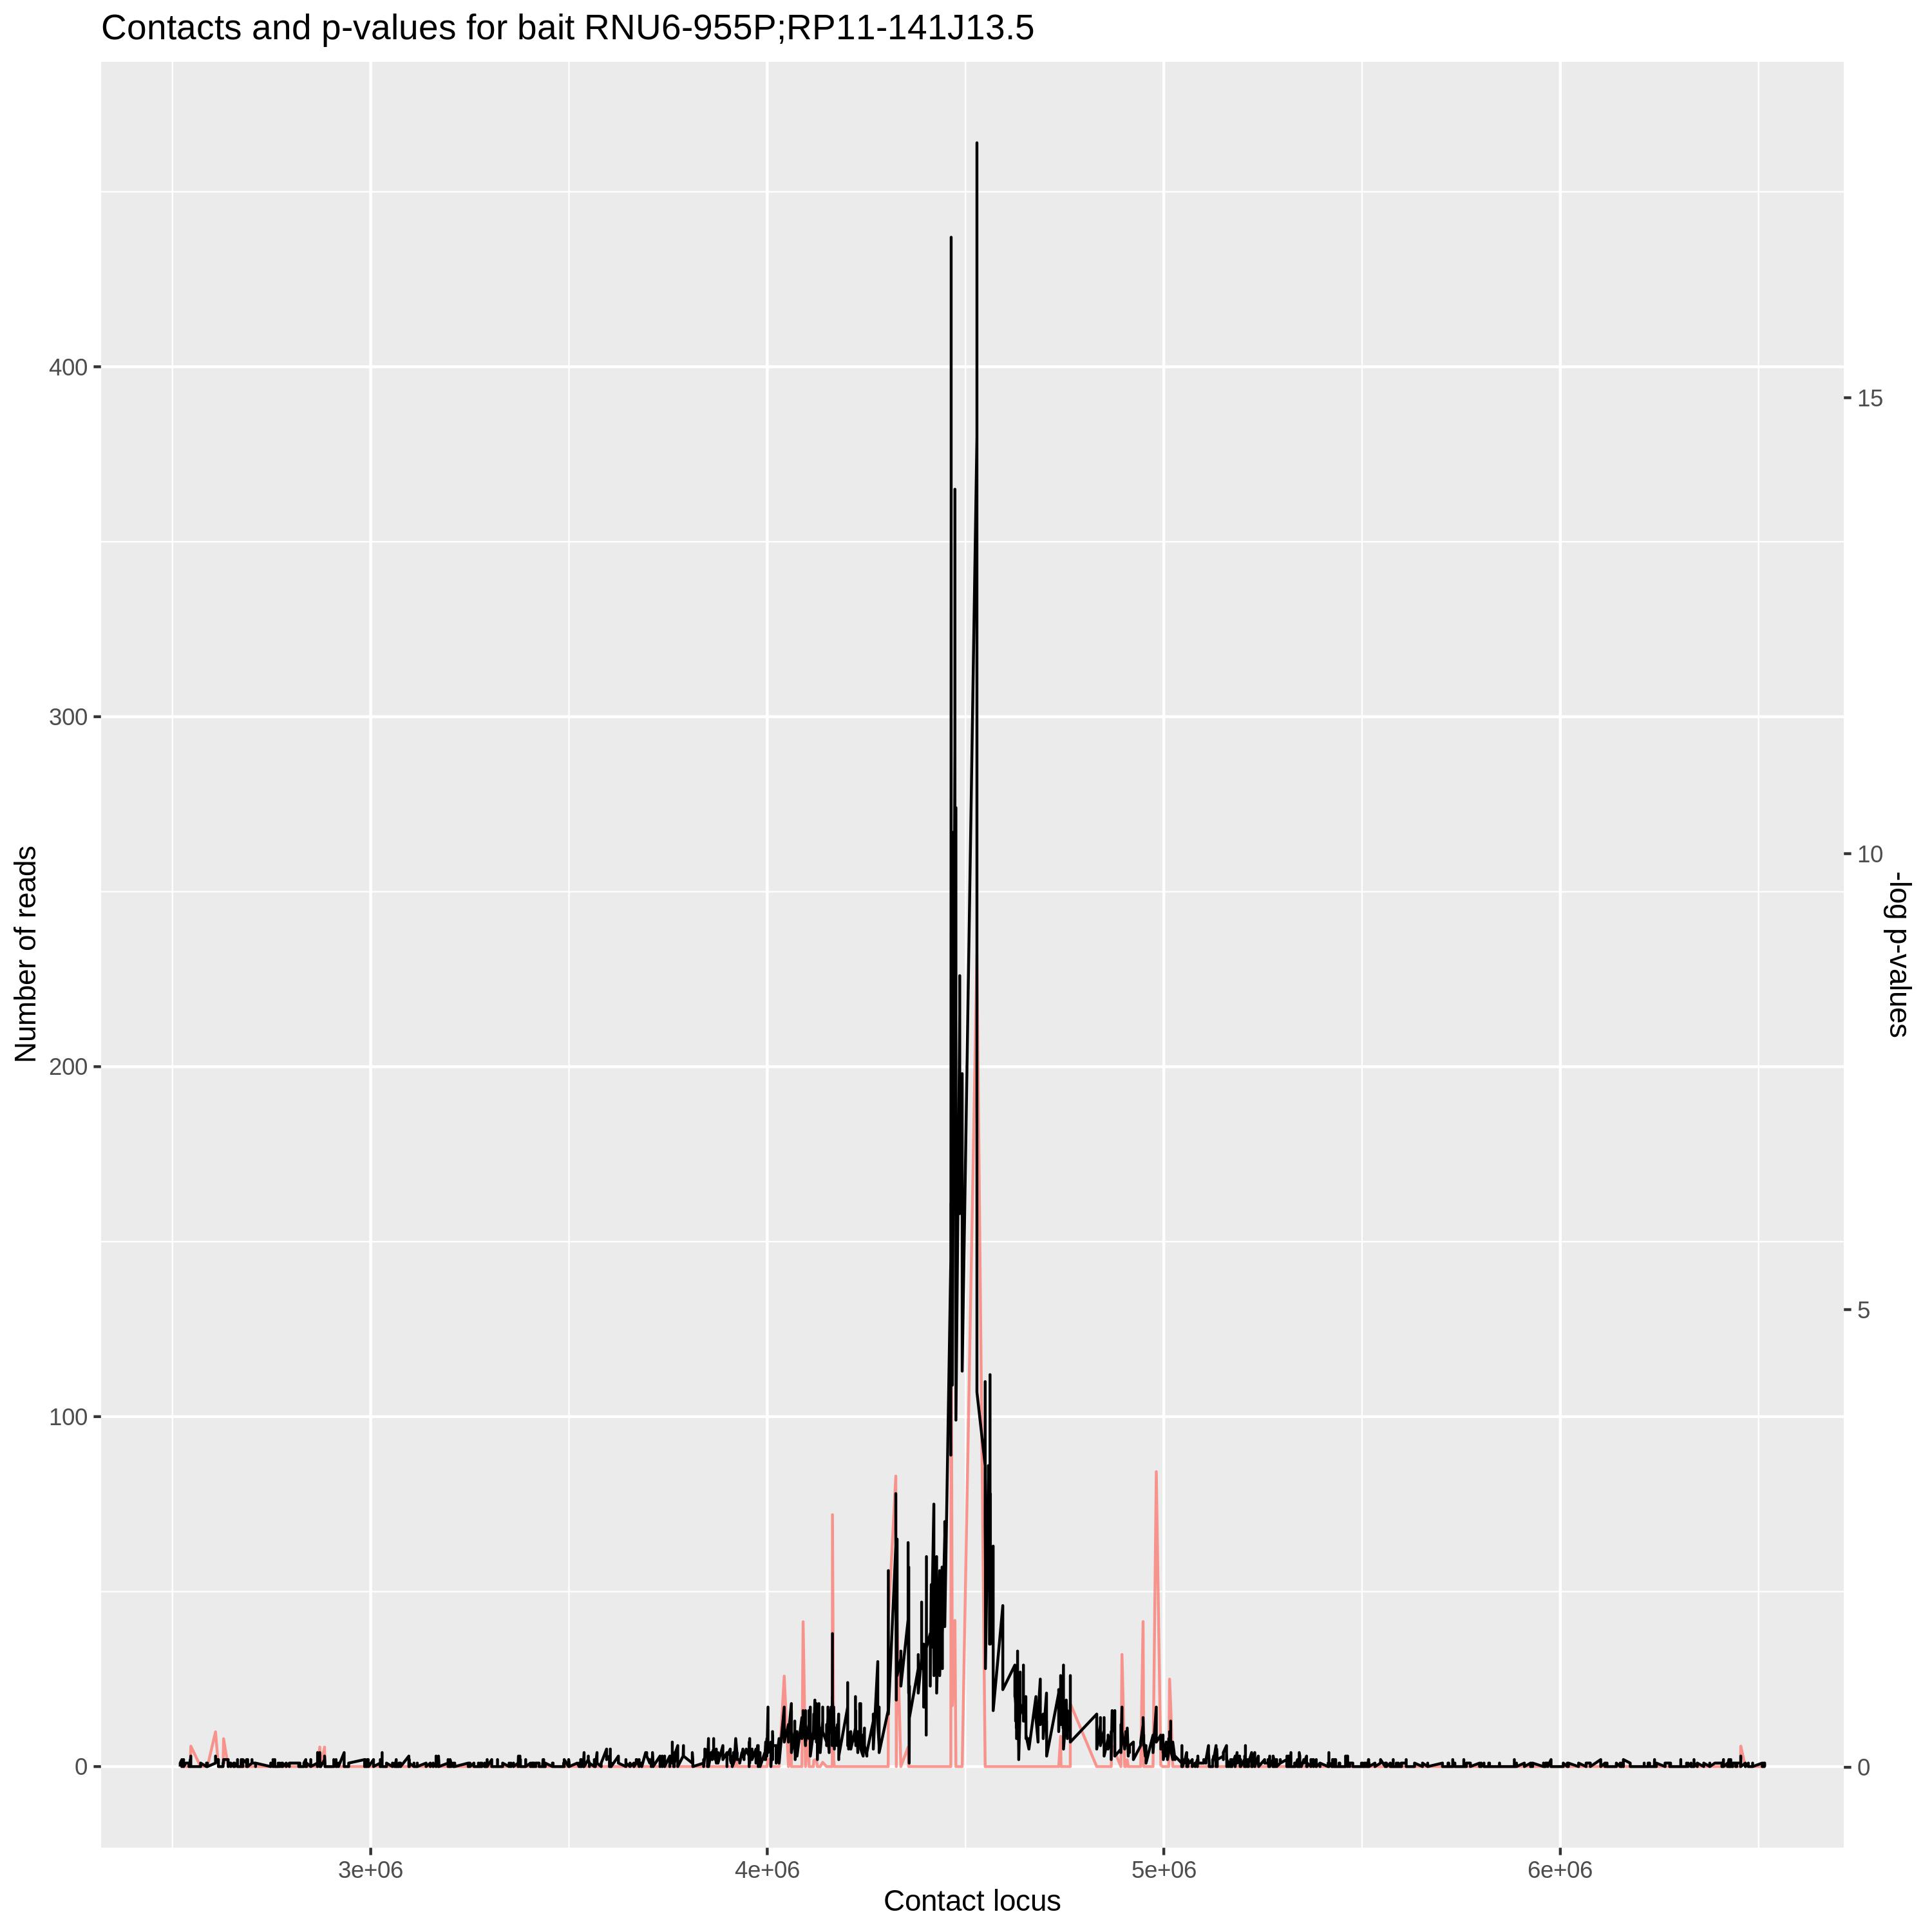 Contacts and p-values for bait RNU6-955P;RP11-141J13.5
400
300
200
100
0
Number of reads
15
10
5
0
-log p-values
3e+06
4e+06
5e+06
6e+06
Contact locus